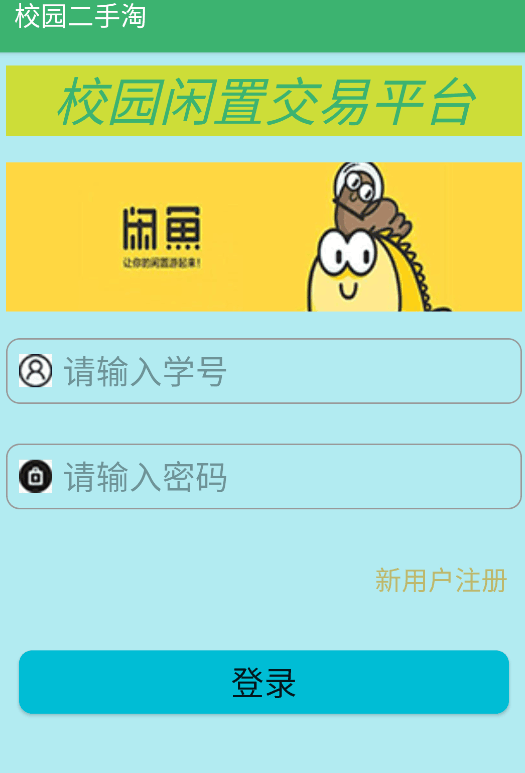 校园二手淘
校园闲置交易平台
闲鱼
让你的闲置游起来!
请输入学号
请输入密码
新用户注册
登录